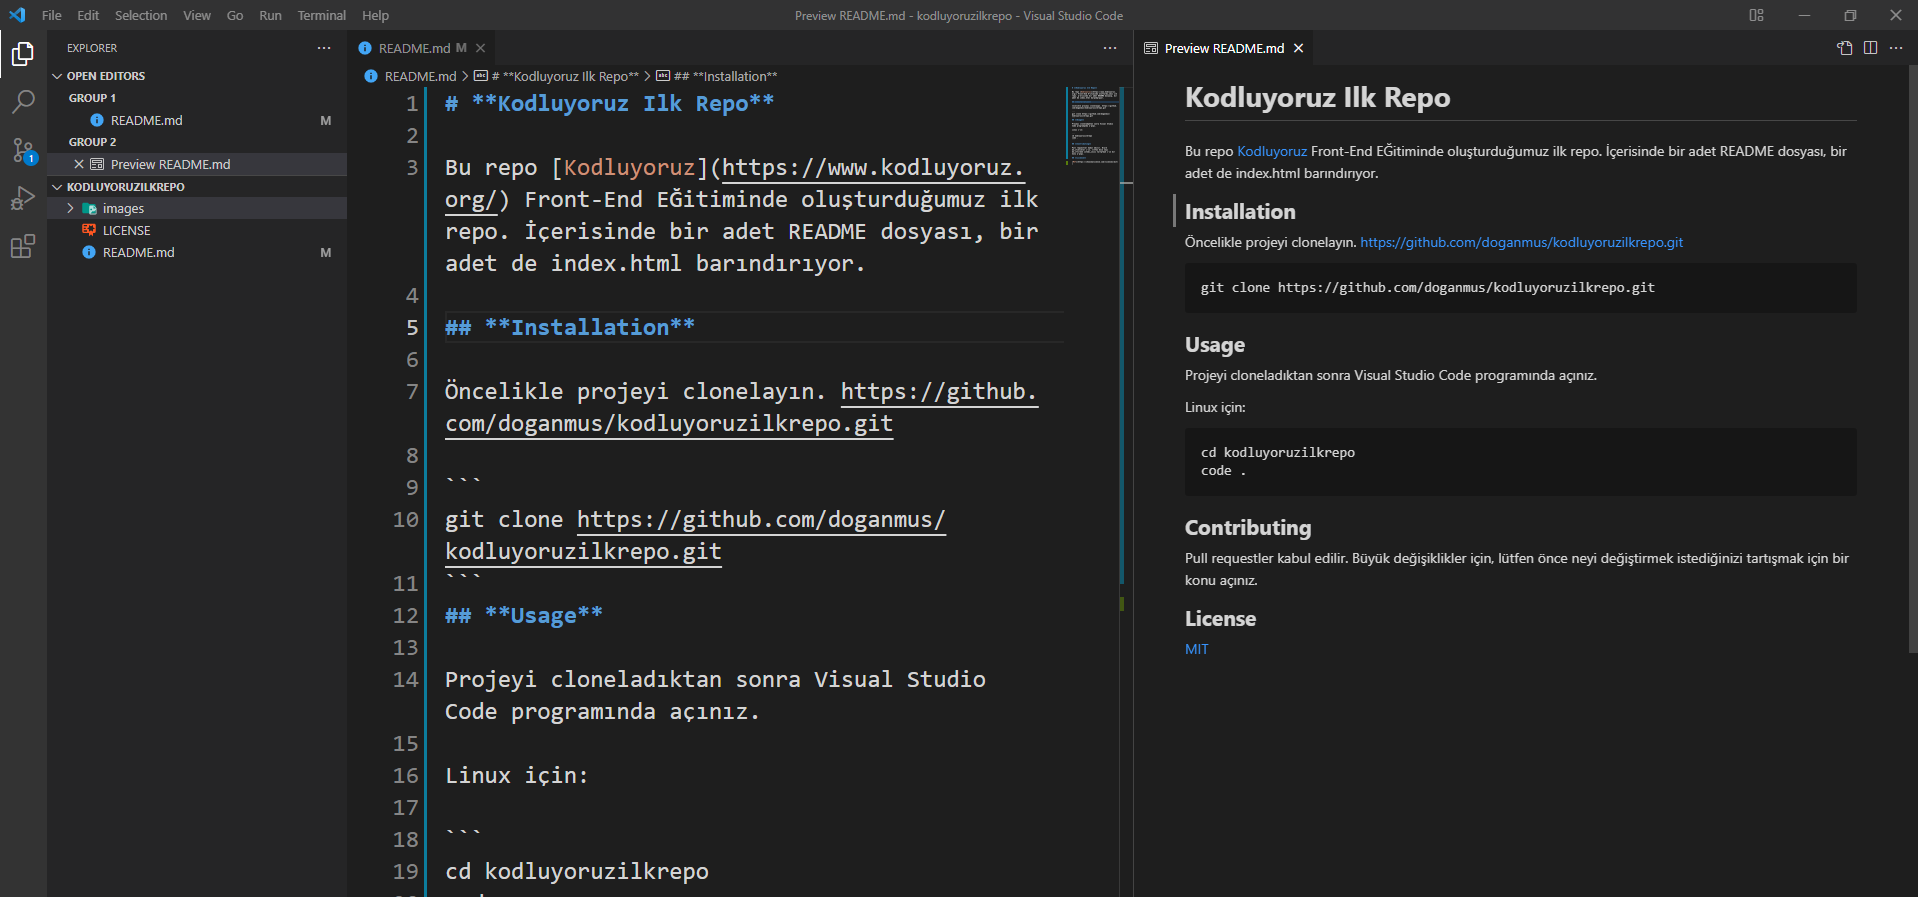 File Edit Selection View Go Run Terminal Help
Preview README.md - kodluyoruzilkrepo - Visual Studio Code
EXPLORER
OPEN EDITORS
GROUP 1
README.md M
GROUP 2
Preview README.md
KODLUYORUZILKREPO
images
LICENSE
README.md M
1
README.md M
README.md > # **Kodluyoruz Ilk Repo** > ## **Installation**
1 # **Kodluyoruz Ilk Repo**
2
3 Bu repo [Kodluyoruz](https://www.kodluyoruz.
org/) Front-End EĞitiminde oluşturduğumuz ilk
repo. İçerisinde bir adet README dosyası, bir
adet de index.html barındırıyor.
4
5 ## **Installation**
6
7 Öncelikle projeyi clonelayın. https://github.
com/doganmus/kodluyoruzilkrepo.git
8
9 ```
10 git clone https://github.com/doganmus/
kodluyoruzilkrepo.git
11 ```
12 ## **Usage**
13
14 Projeyi cloneladıktan sonra Visual Studio
Code programında açınız.
15
16 Linux için:
17
18 ```
19 cd kodluyoruzilkrepo
Preview README.md
Kodluyoruz Ilk Repo
Bu repo Kodluyoruz Front-End EĞitiminde oluşturduğumuz ilk repo. İçerisinde bir adet README dosyası, bir
adet de index.html barındırıyor.
Installation
Öncelikle projeyi clonelayın. https://github.com/doganmus/kodluyoruzilkrepo.git
git clone https://github.com/doganmus/kodluyoruzilkrepo.git
Usage
Projeyi cloneladıktan sonra Visual Studio Code programında açınız.
Linux için:
cd kodluyoruzilkrepo
code .
Contributing
Pull requestler kabul edilir. Büyük değişiklikler için, lütfen önce neyi değiştirmek istediğinizi tartışmak için bir
konu açınız.
License
MIT